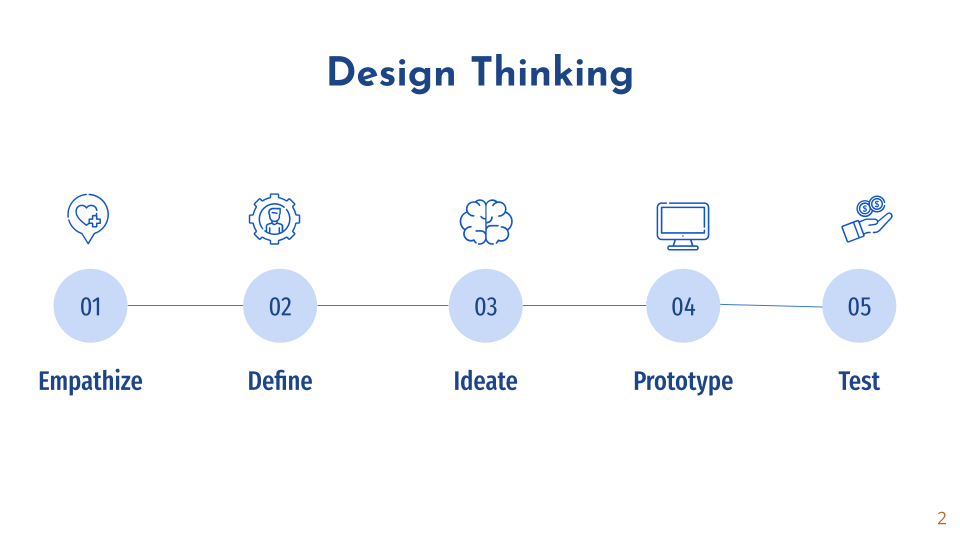 Design Thinking
$ $
01 02 03 04 05
Empathize Define Ideate Prototype Test
2